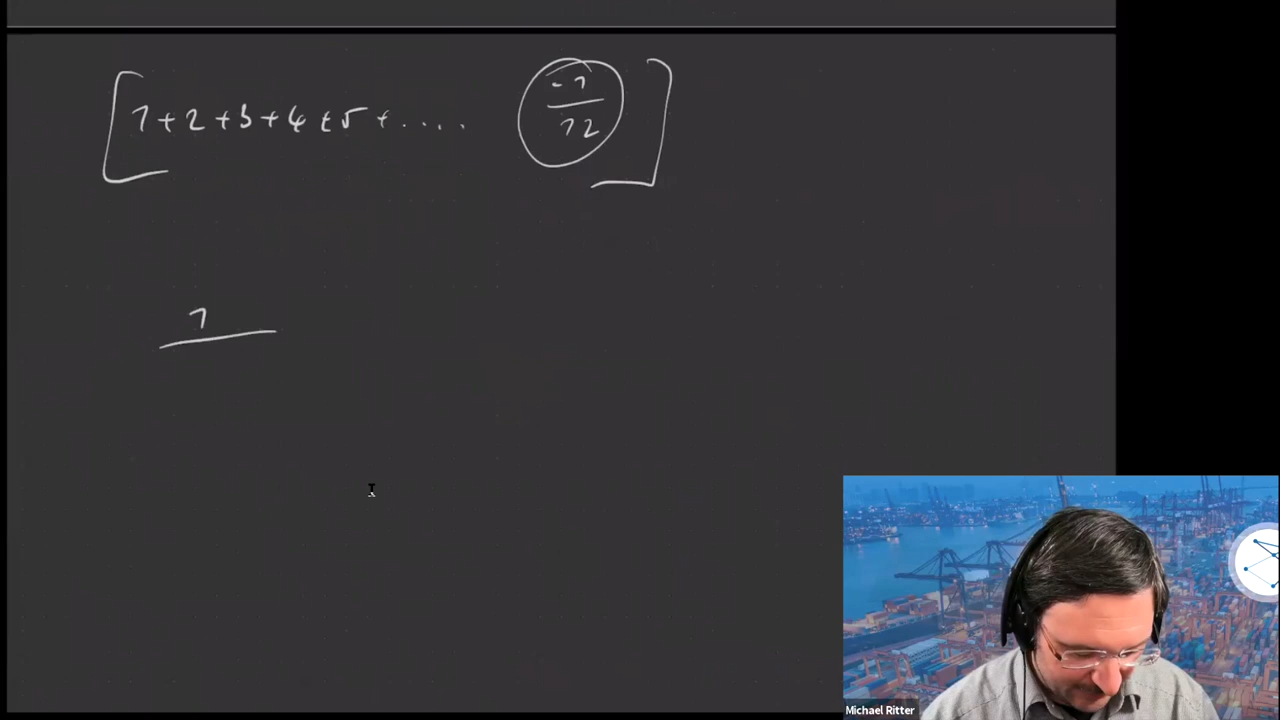 [ 1+2+3+4+5+.... -1/12 ]
1
Michael Ritter